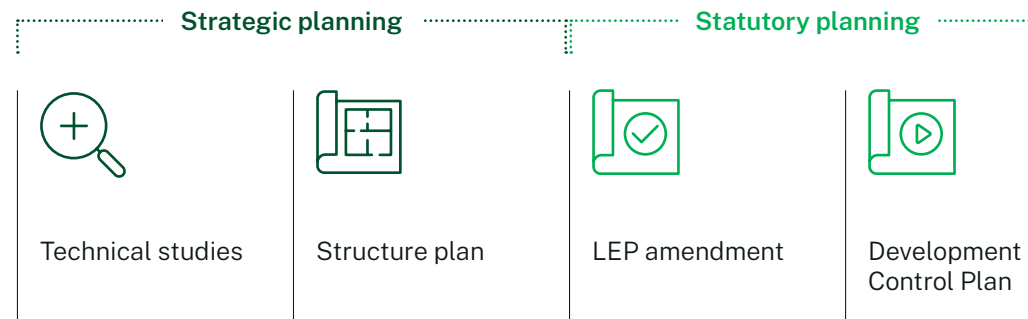 Strategic planning
Statutory planning
Technical studies
Structure plan
LEP amendment
Development
Control Plan